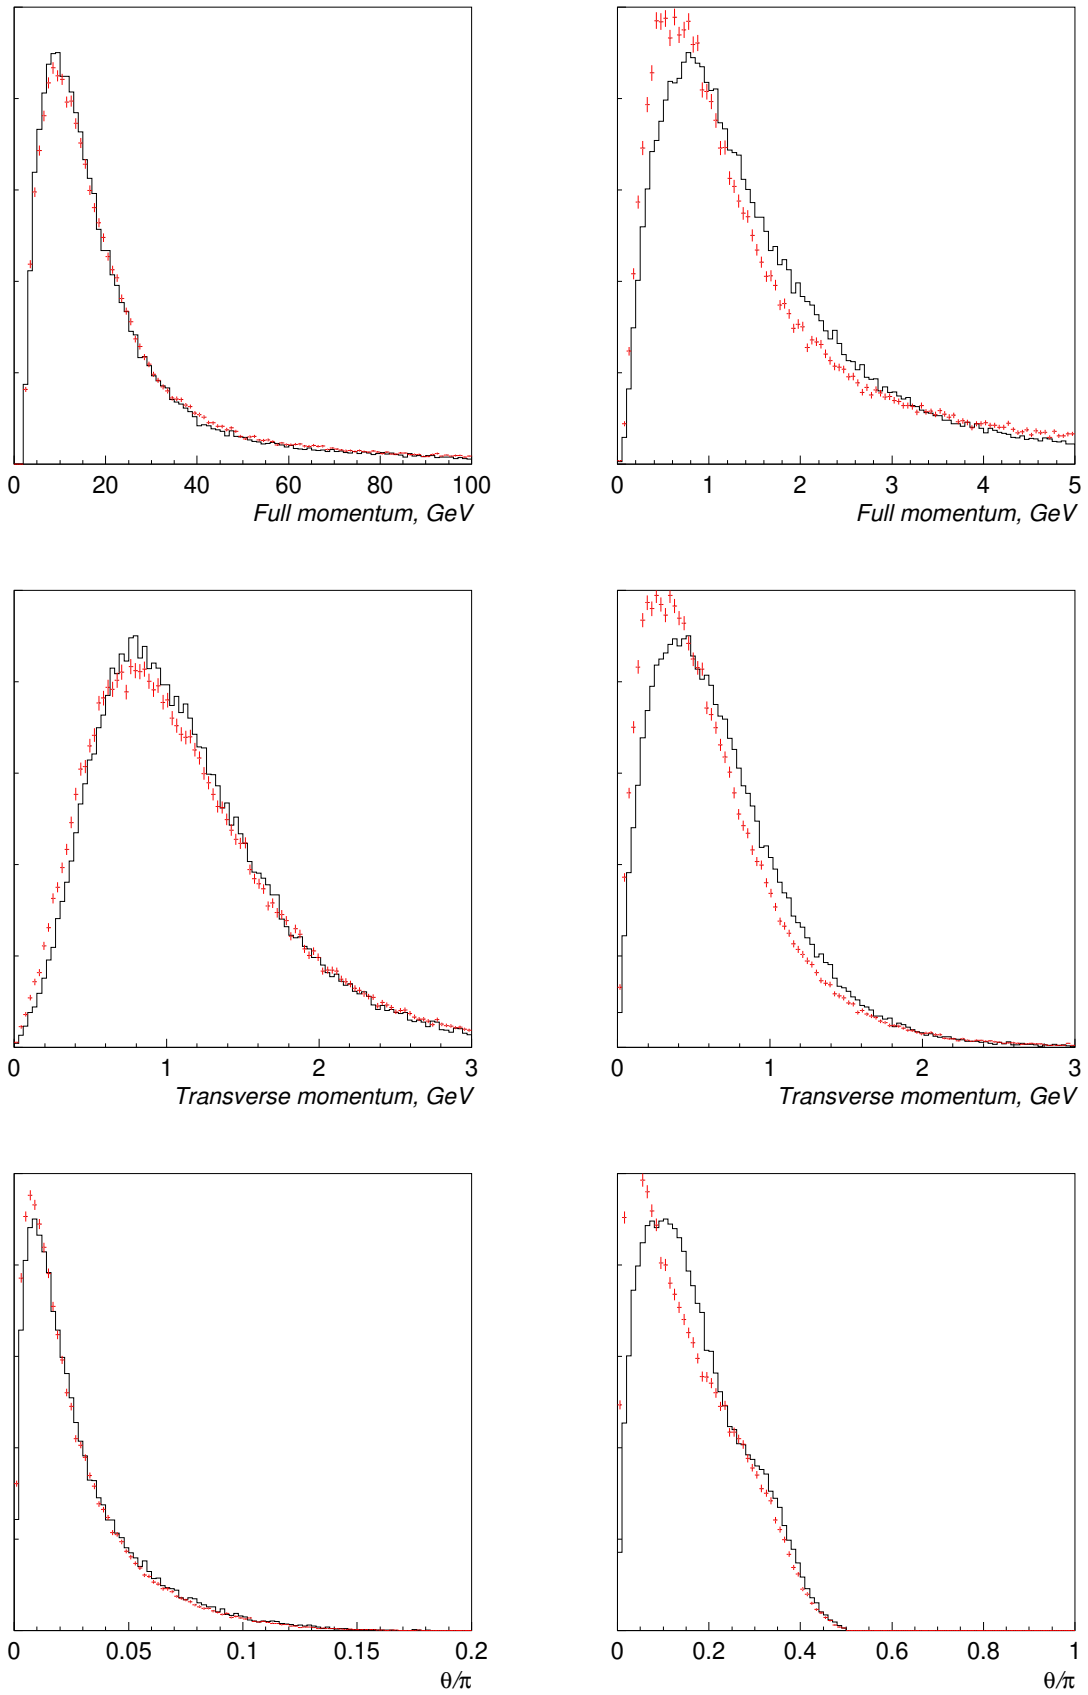 0 20 40 60 80 100
Full momentum, GeV
0 1 2 3 4 5
Full momentum, GeV
0 1 2 3
Transverse momentum, GeV
0 1 2 3
Transverse momentum, GeV
0 0.05 0.1 0.15 0.2
θ/π
0 0.2 0.4 0.6 0.8 1
θ/π